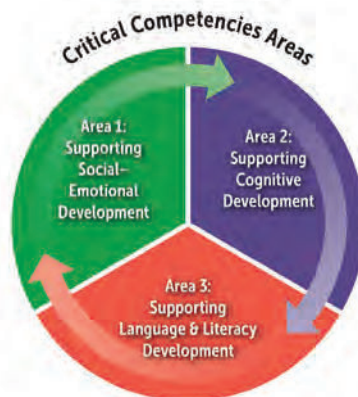 Critical Competencies Areas
Area 1:
Supporting
Social–
Emotional
Development
Area 2:
Supporting
Cognitive
Development
Area 3:
Supporting
Language & Literacy
Development